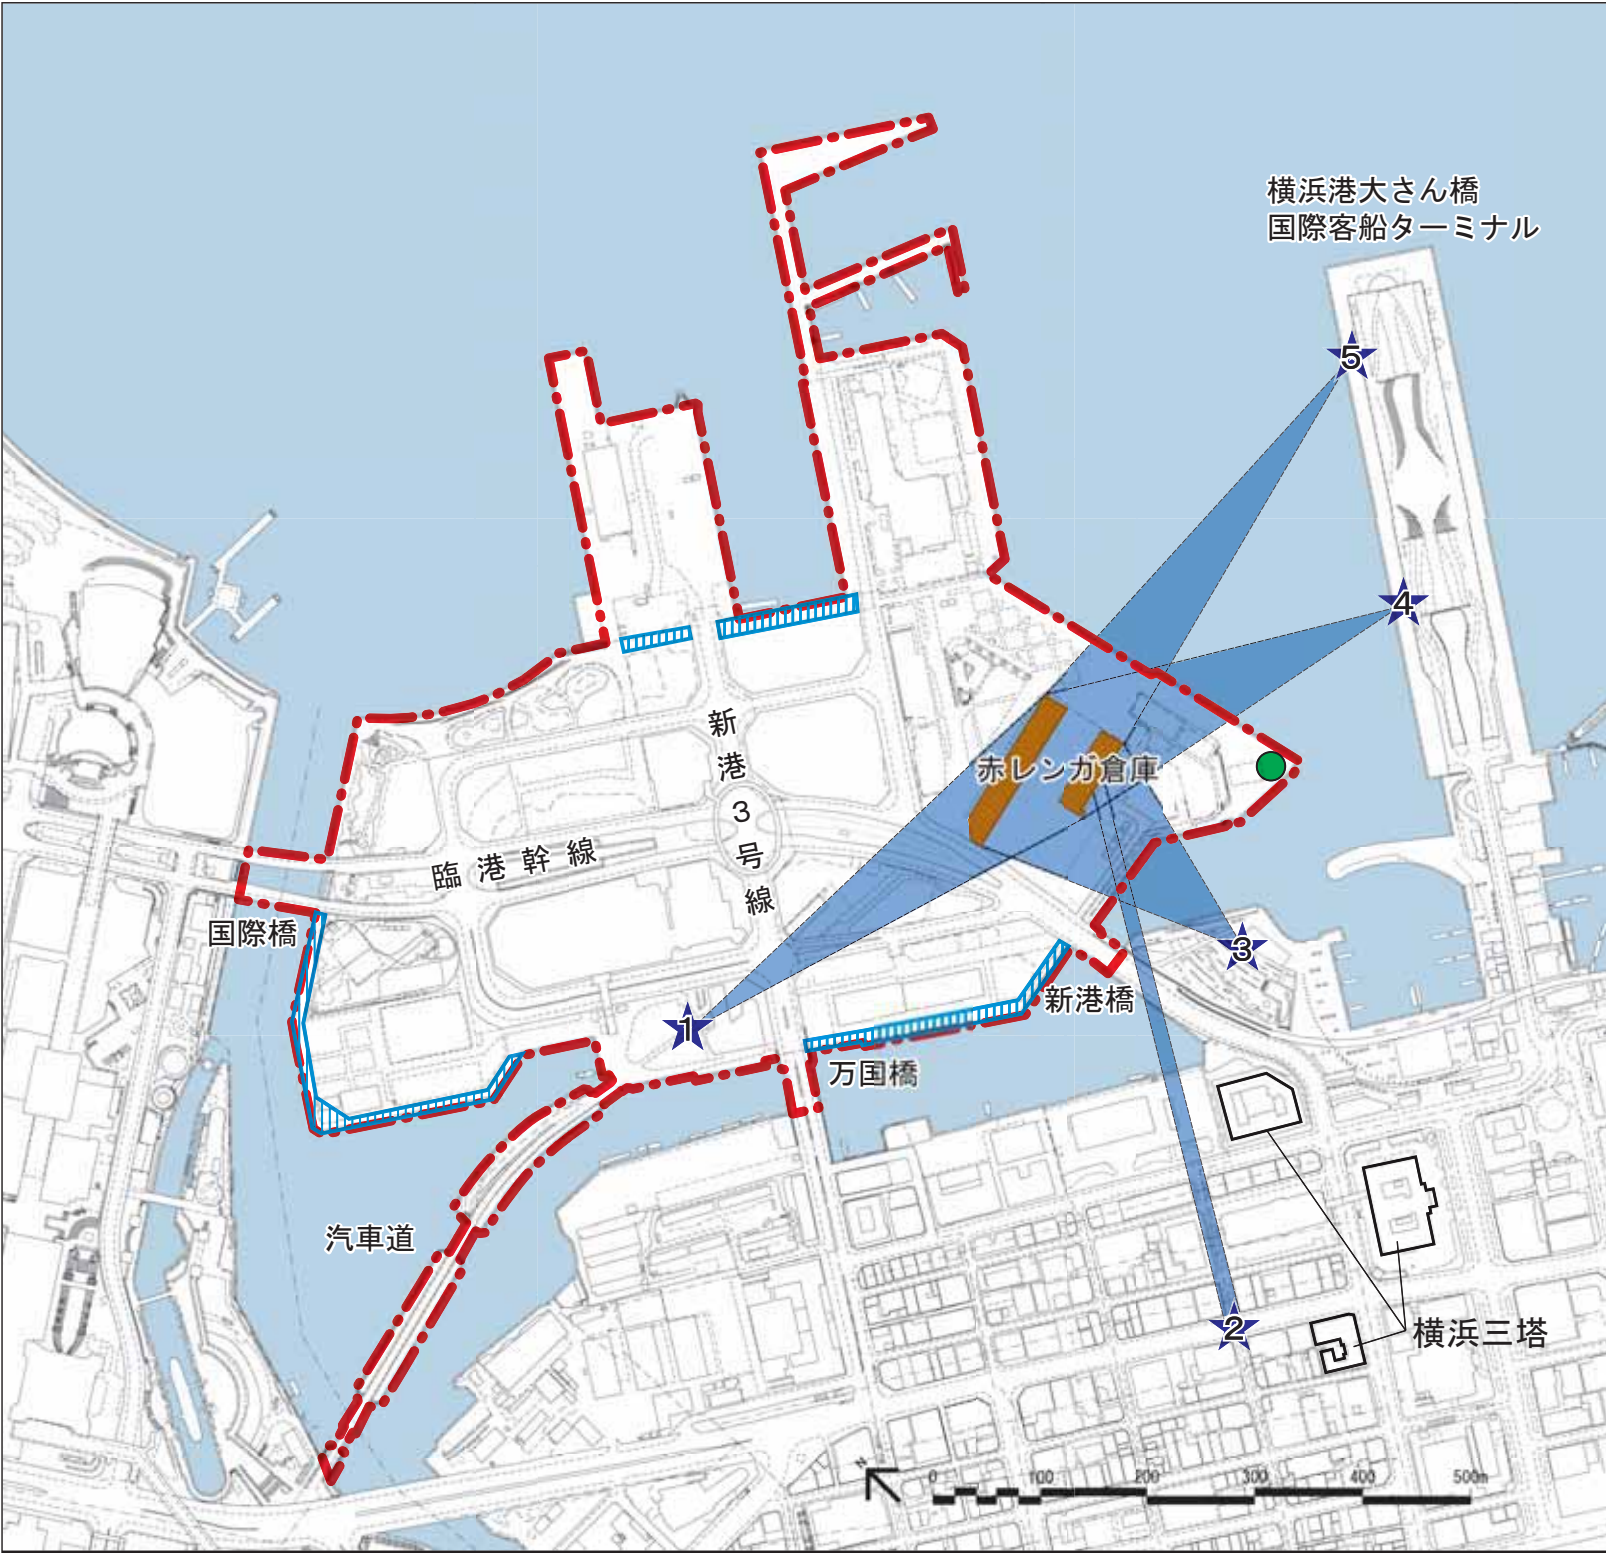 横浜港大さん橋
国際客船ターミナル
5
4
新港3号線
赤レンガ倉庫
臨港幹線
国際橋
3
新港橋
1
万国橋
汽車道
2
横浜三塔
N
0 100 200 300 400 500m